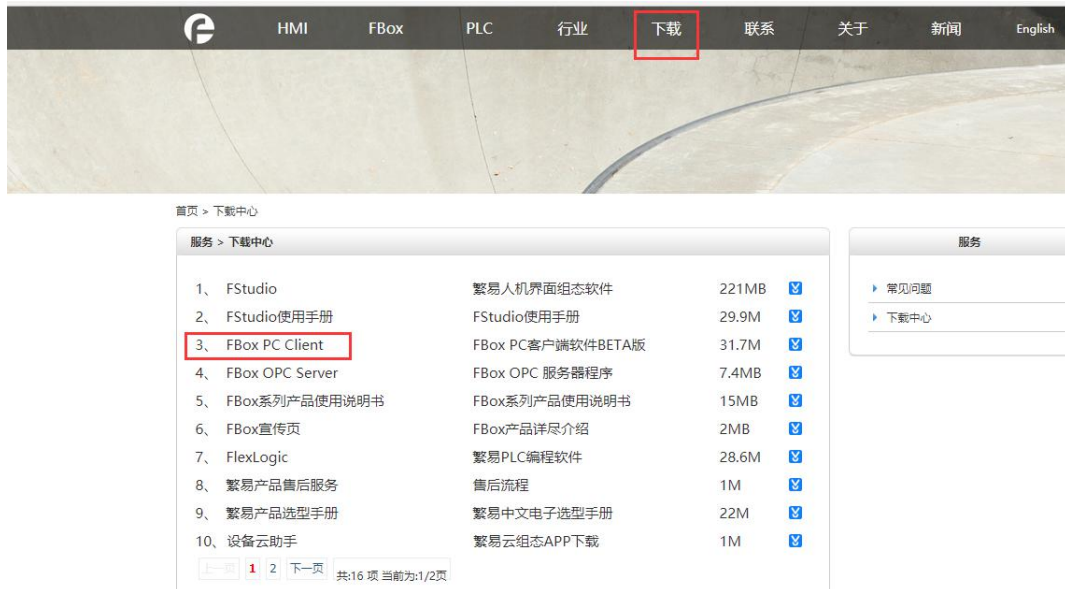 HMI FBox PLC 行业 下载 联系 关于 新闻 English
首页 > 下载中心
服务 > 下载中心
服务
1、 FStudio 繁易人机界面组态软件 221MB
2、 FStudio使用手册 FStudio使用手册 29.9M
3、 FBox PC Client FBox PC客户端软件BETA版 31.7M
4、 FBox OPC Server FBox OPC 服务器程序 7.4MB
5、 FBox系列产品使用说明书 FBox系列产品使用说明书 15MB
6、 FBox宣传页 FBox产品详尽介绍 2MB
7、 FlexLogic 繁易PLC编程软件 28.6M
8、 繁易产品售后服务 售后流程 1M
9、 繁易产品选型手册 繁易中文电子选型手册 22M
10、 设备云助手 繁易云组态APP下载 1M
上一页 1 2 下一页 共:16 项 当前为:1/2页
常见问题
下载中心